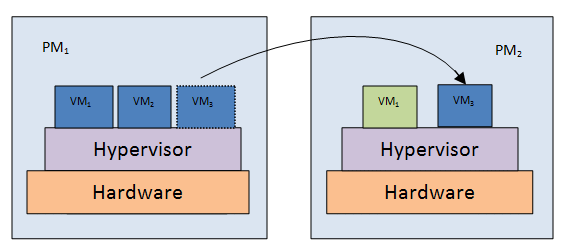 PM1
VM1 VM2 VM3
Hypervisor
Hardware
PM2
VM1 VM3
Hypervisor
Hardware